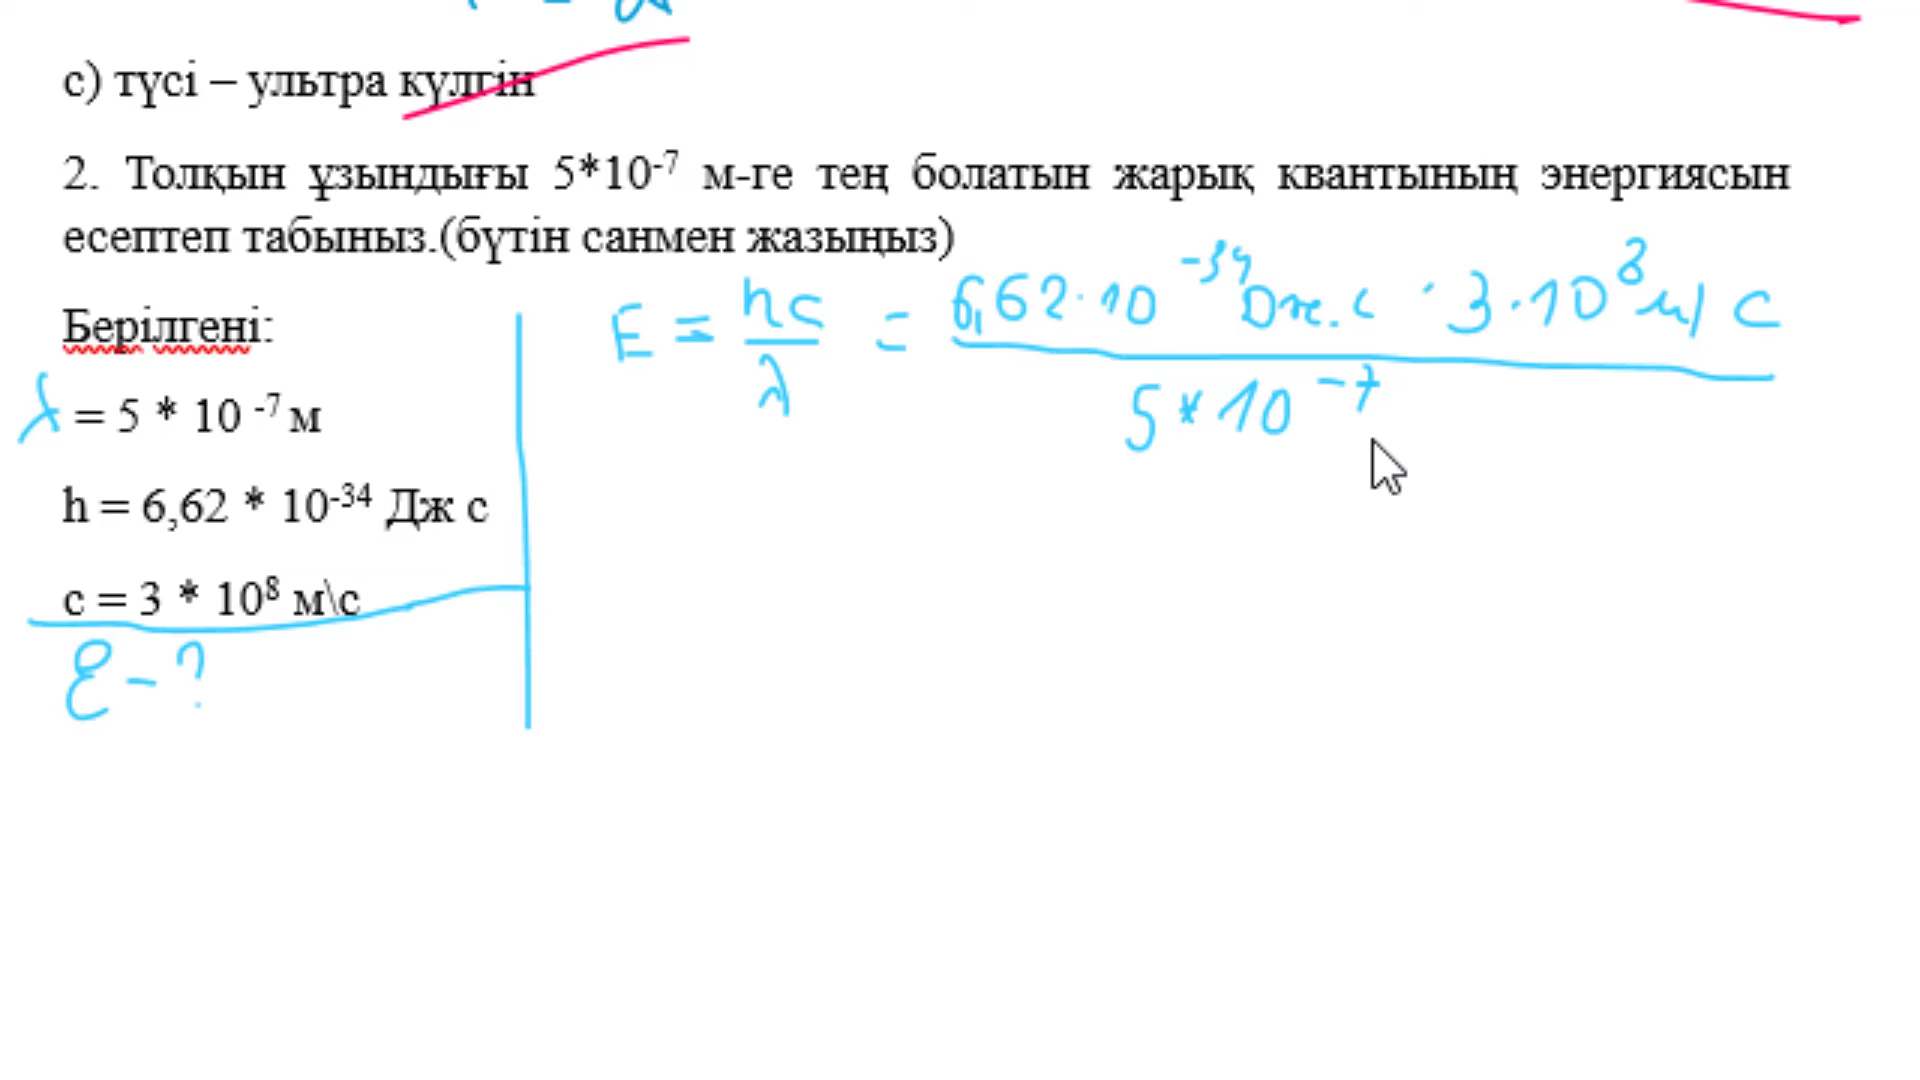 с) түсі – ультра күлгін
2. Толқын ұзындығы 5*10⁻⁷ м-ге тең болатын жарық квантының энергиясын
есептеп табыныз.(бүтін санмен жазыңыз)
E = hc/λ = 6,62·10⁻³⁴ Дж.с · 3·10⁸ м/с / 5*10⁻⁷
Берілгені:
λ = 5 * 10 ⁻⁷ м
h = 6,62 * 10⁻³⁴ Дж с
с = 3 * 10⁸ м\с
E - ?